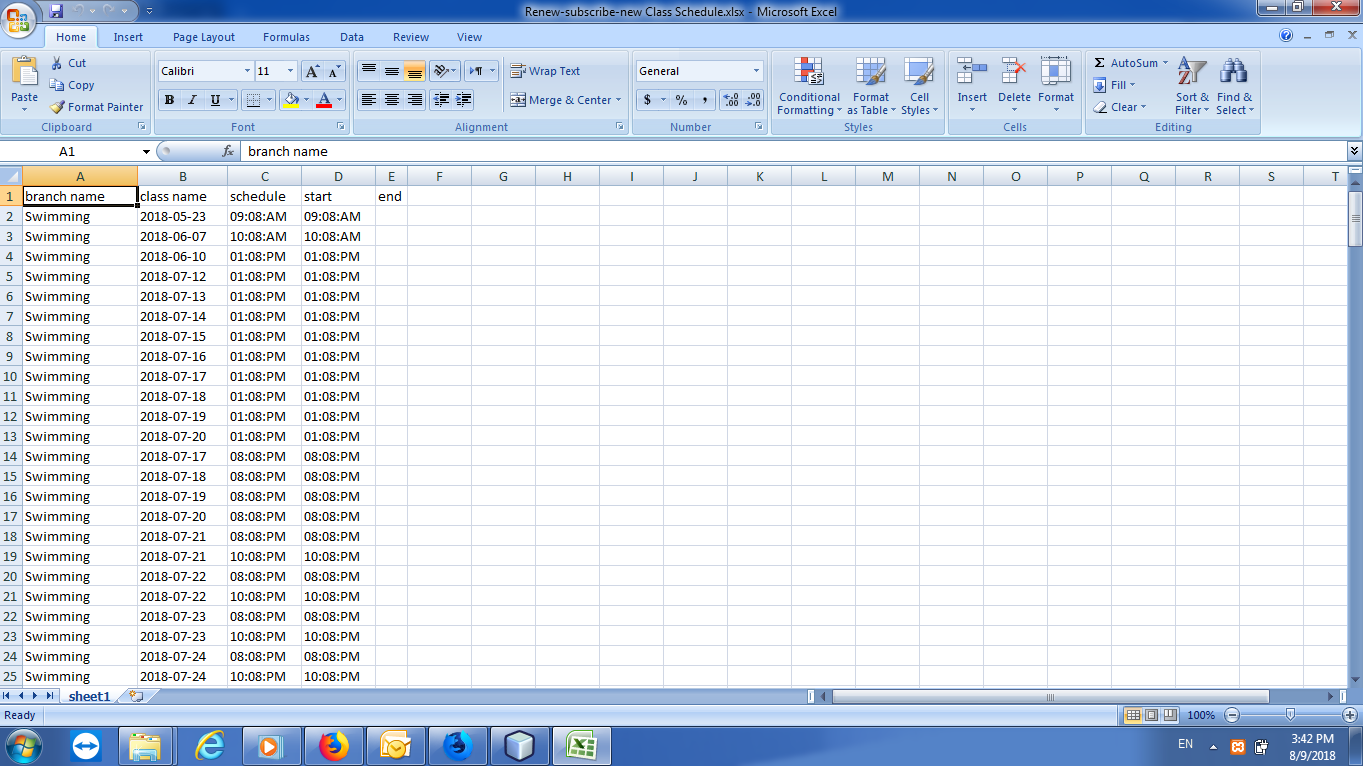 Renew-subscribe-new Class Schedule.xlsx - Microsoft Excel
Home Insert Page Layout Formulas Data Review View
Paste Cut Copy Format Painter Clipboard
Calibri 11 B I U A A A Font
Wrap Text Merge & Center Alignment
General $ % , .0 .00 .00 .0 Number
Conditional Formatting Format as Table Cell Styles Styles
Insert Delete Format Cells
Σ AutoSum Fill Clear Sort & Filter Find & Select Editing
A1 fx branch name
A B C D E F G H I J K L M N O P Q R S T
1 branch name class name schedule start end
2 Swimming 2018-05-23 09:08:AM 09:08:AM
3 Swimming 2018-06-07 10:08:AM 10:08:AM
4 Swimming 2018-06-10 01:08:PM 01:08:PM
5 Swimming 2018-07-12 01:08:PM 01:08:PM
6 Swimming 2018-07-13 01:08:PM 01:08:PM
7 Swimming 2018-07-14 01:08:PM 01:08:PM
8 Swimming 2018-07-15 01:08:PM 01:08:PM
9 Swimming 2018-07-16 01:08:PM 01:08:PM
10 Swimming 2018-07-17 01:08:PM 01:08:PM
11 Swimming 2018-07-18 01:08:PM 01:08:PM
12 Swimming 2018-07-19 01:08:PM 01:08:PM
13 Swimming 2018-07-20 01:08:PM 01:08:PM
14 Swimming 2018-07-17 08:08:PM 08:08:PM
15 Swimming 2018-07-18 08:08:PM 08:08:PM
16 Swimming 2018-07-19 08:08:PM 08:08:PM
17 Swimming 2018-07-20 08:08:PM 08:08:PM
18 Swimming 2018-07-21 08:08:PM 08:08:PM
19 Swimming 2018-07-21 10:08:PM 10:08:PM
20 Swimming 2018-07-22 08:08:PM 08:08:PM
21 Swimming 2018-07-22 10:08:PM 10:08:PM
22 Swimming 2018-07-23 08:08:PM 08:08:PM
23 Swimming 2018-07-23 10:08:PM 10:08:PM
24 Swimming 2018-07-24 08:08:PM 08:08:PM
25 Swimming 2018-07-24 10:08:PM 10:08:PM
sheet1
Ready 100%
EN 3:42 PM
8/9/2018